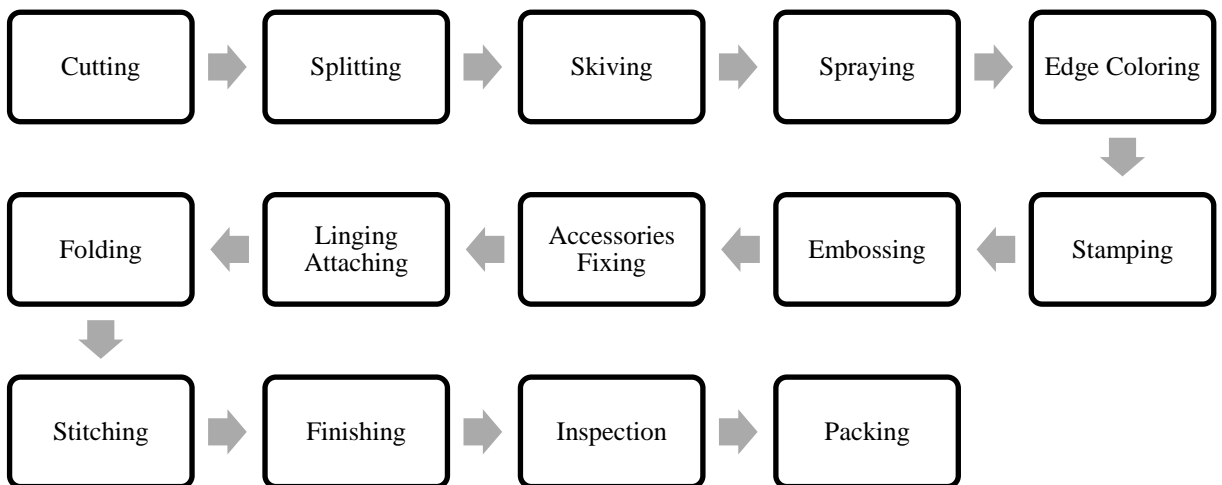 Cutting
Splitting
Skiving
Spraying
Edge Coloring
Stamping
Embossing
Accessories
Fixing
Linging
Attaching
Folding
Stitching
Finishing
Inspection
Packing